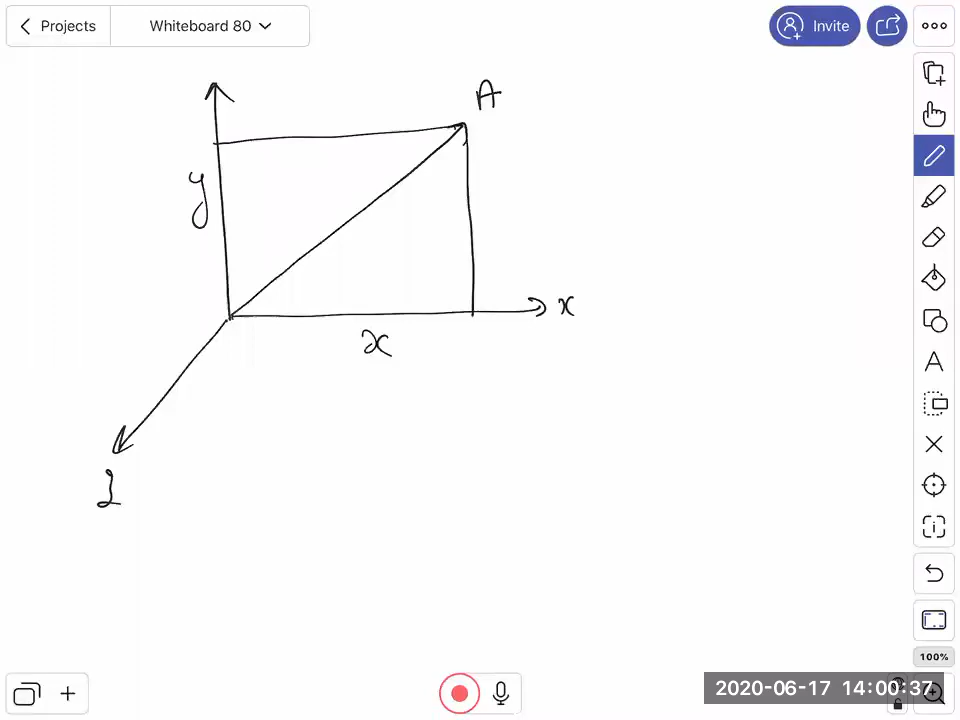 Projects
Whiteboard 80
Invite
A
y
x
x
A
100%
2020-06-17 14:00:37